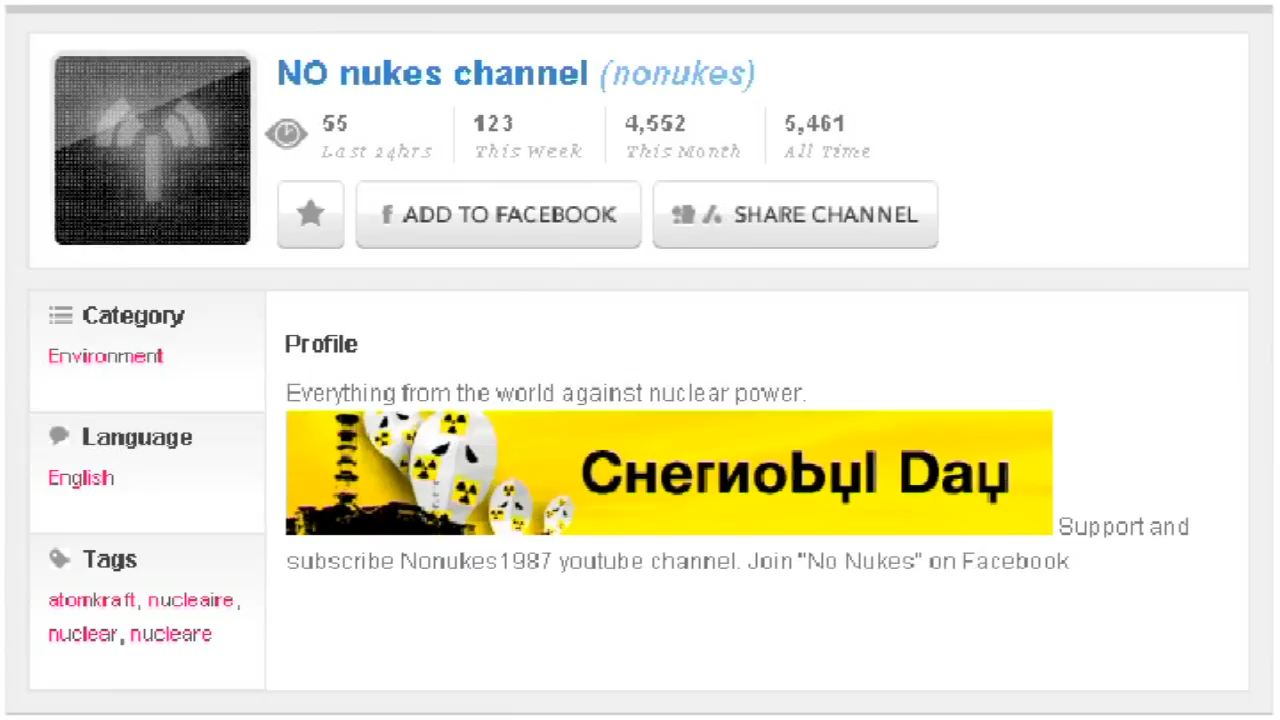 NO nukes channel (nonukes)
55 123 4,552 5,461
Last 24hrs This Week This Month All Time
ADD TO FACEBOOK SHARE CHANNEL
Category
Environment
Profile
Everything from the world against nuclear power.
Language
English
Cнerиobyl Day
Support and
subscribe Nonukes1987 youtube channel. Join "No Nukes" on Facebook
Tags
atomkraft, nucleaire,
nuclear, nucleare